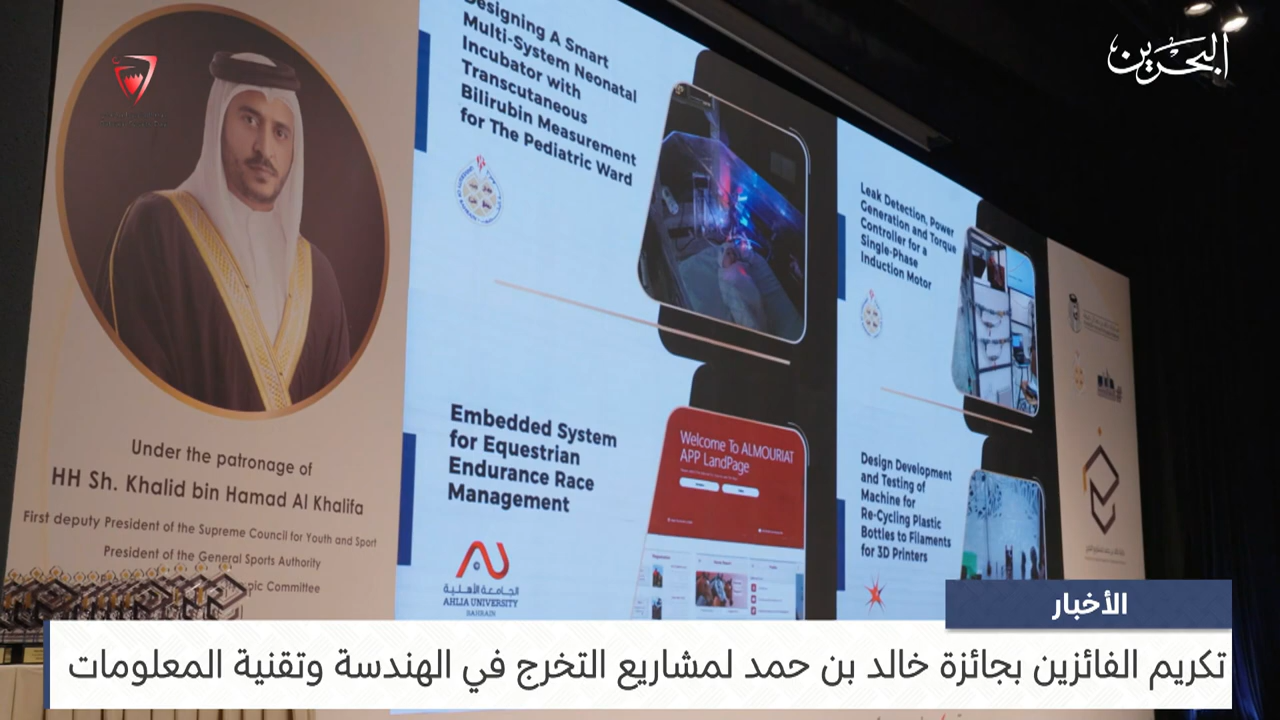 البحرين
Designing A Smart
Multi-System Neonatal
Incubator with
Transcutaneous
Bilirubin Measurement
for The Pediatric Ward
Leak Detection, Power
Generation and Torque
Controller for a
Single-Phase
Induction Motor
Embedded System
for Equestrian
Endurance Race
Management
Welcome To ALMOURIAT
APP LandPage
الجامعة الأهلية
AHLIA UNIVERSITY
BAHRAIN
Design Development
and Testing of
Machine for
Re-Cycling Plastic
Bottles to Filaments
for 3D Printers
Under the patronage of
HH Sh. Khalid bin Hamad Al Khalifa
First deputy President of the Supreme Council for Youth and Sport
President of the General Sports Authority
Committee
الأخبار
تكريم الفائزين بجائزة خالد بن حمد لمشاريع التخرج في الهندسة وتقنية المعلومات